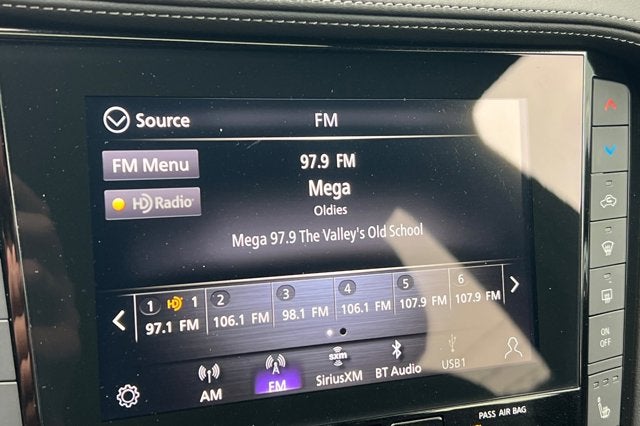 Source FM
FM Menu 97.9 FM
HD Radio Mega
Oldies
Mega 97.9 The Valley's Old School
1 HD 1 2 3 4 5 6
97.1 FM 106.1 FM 98.1 FM 106.1 FM 107.9 FM 107.9 FM
AM FM sxm SiriusXM BT Audio USB1
ON
OFF
PASS AIR BAG